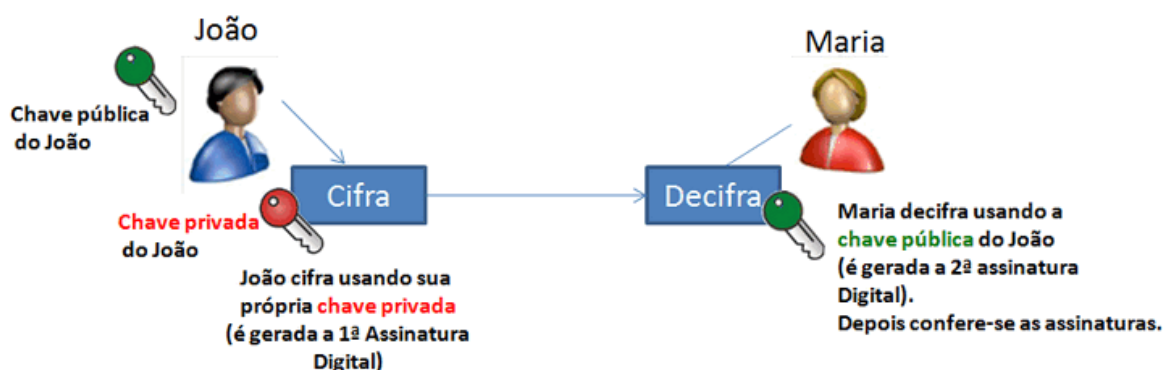 João
Maria
Chave pública
do João
Cifra
Decifra
Chave privada
do João
João cifra usando sua
própria chave privada
(é gerada a 1ª Assinatura
Digital)
Maria decifra usando a
chave pública do João
(é gerada a 2ª assinatura
Digital).
Depois confere-se as assinaturas.